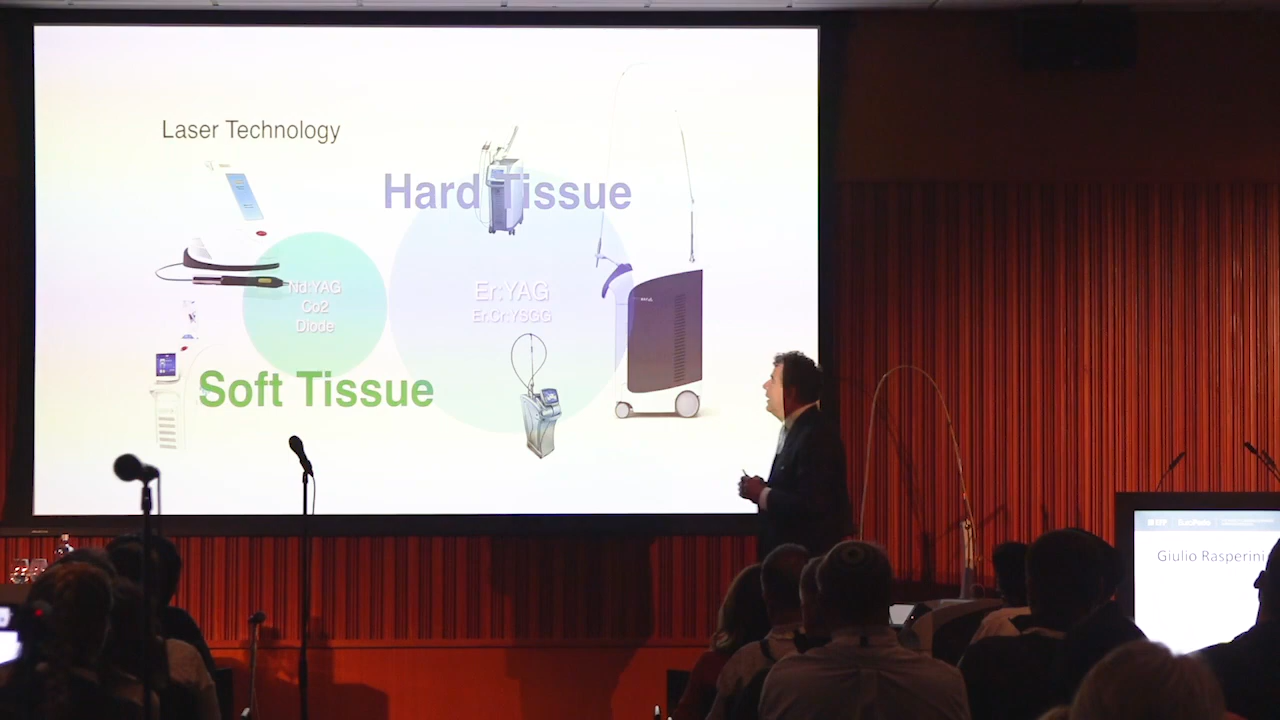 Laser Technology
Hard Tissue
Nd:YAG
Co2
Diode
Er:YAG
Er.Cr:YSGG
Soft Tissue
Giulio Rasperini